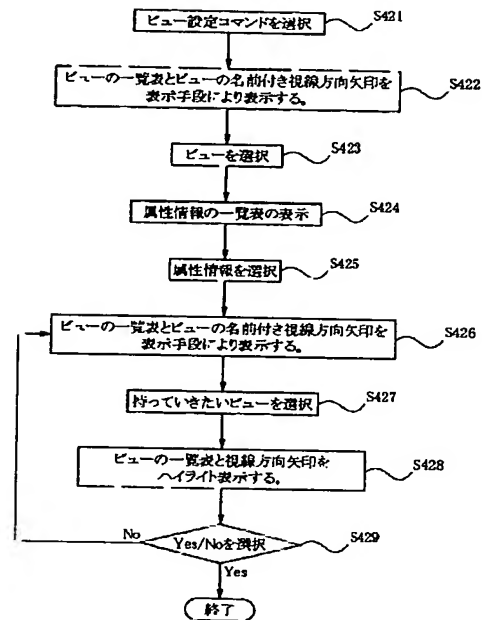 ビュー設定コマンドを選択
S421
ビューの一覧表とビューの名前付き視線方向矢印を
表示手段により表示する。
S422
ビューを選択
S423
属性情報の一覧表の表示
S424
属性情報を選択
S425
ビューの一覧表とビューの名前付き視線方向矢印を
表示手段により表示する。
S426
持っていきたいビューを選択
S427
ビューの一覧表と視線方向矢印を
ハイライト表示する。
S428
No
Yes/Noを選択
S429
Yes
終了